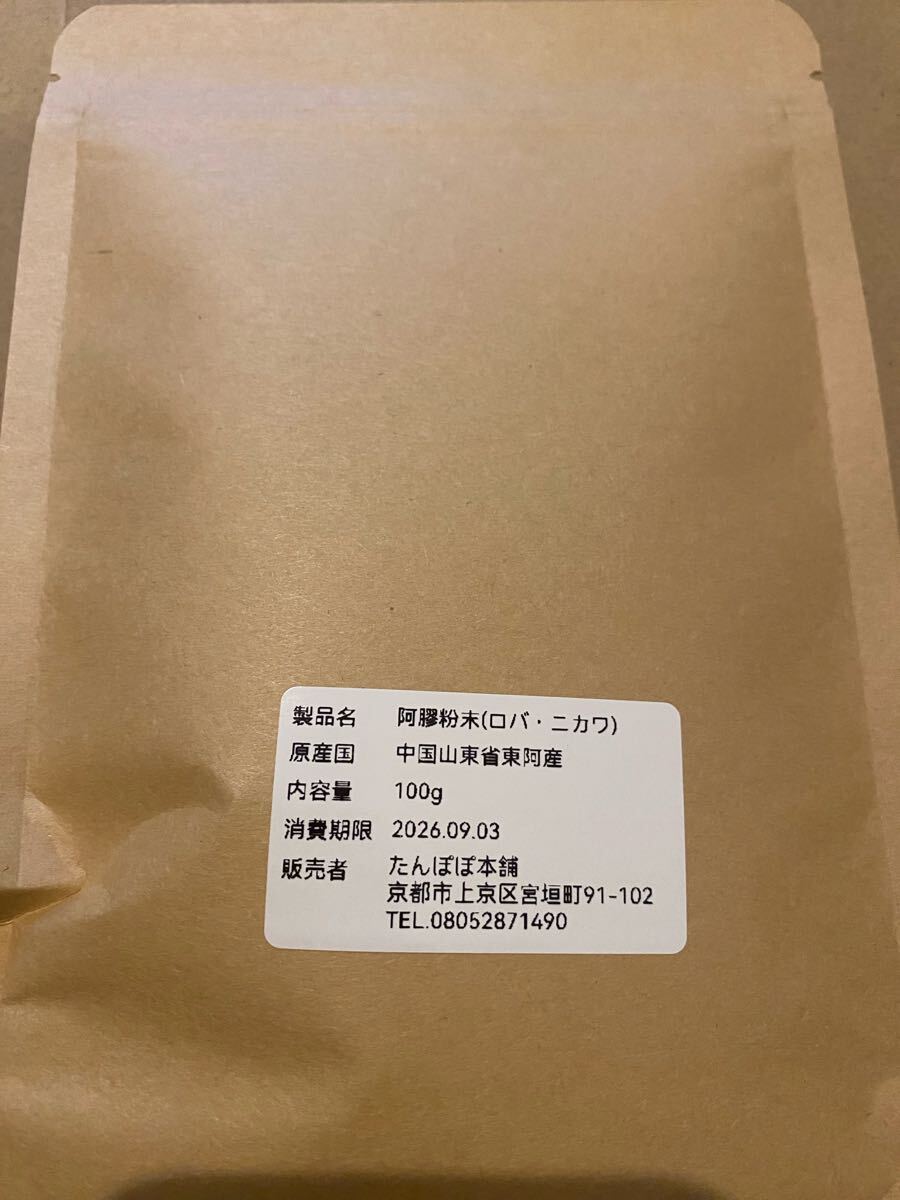 製品名 阿膠粉末(ロバ・ニカワ)
原産国 中国山東省東阿産
内容量 100g
消費期限 2026.09.03
販売者 たんぽぽ本舗
京都市上京区宮垣町91-102
TEL.08052871490